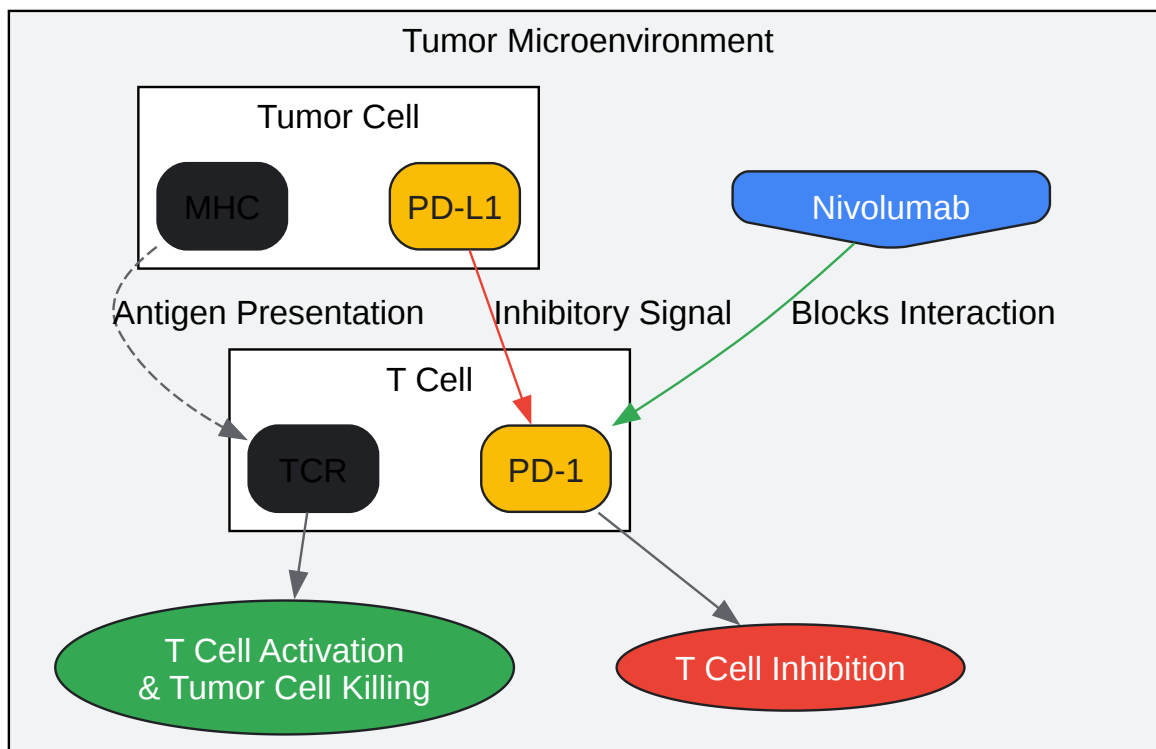 Tumor Microenvironment
Tumor Cell
MHC
PD-L1
Nivolumab
Antigen Presentation
Inhibitory Signal
Blocks Interaction
T Cell
TCR
PD-1
T Cell Activation
& Tumor Cell Killing
T Cell Inhibition